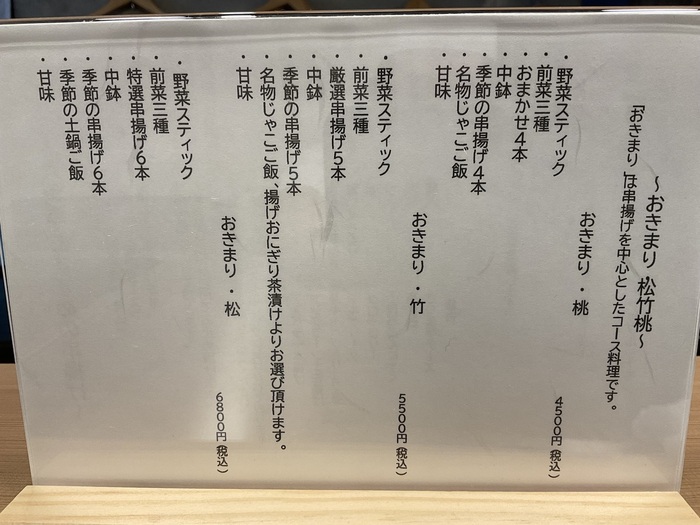 ～おきまり・松竹桃～
「おきまり」は串揚げを中心としたコース料理です。
おきまり・桃 4500円(税込)
・野菜スティック
・前菜三種
・おまかせ4本
・中鉢
・季節の串揚げ4本
・名物じゃこご飯
・甘味
おきまり・竹 5500円(税込)
・野菜スティック
・前菜三種
・厳選串揚げ5本
・中鉢
・季節の串揚げ5本
・名物じゃこご飯、揚げおにぎり茶漬けよりお選び頂けます。
・甘味
おきまり・松 6800円(税込)
・野菜スティック
・前菜三種
・特選串揚げ6本
・中鉢
・季節の串揚げ6本
・季節の土鍋ご飯
・甘味